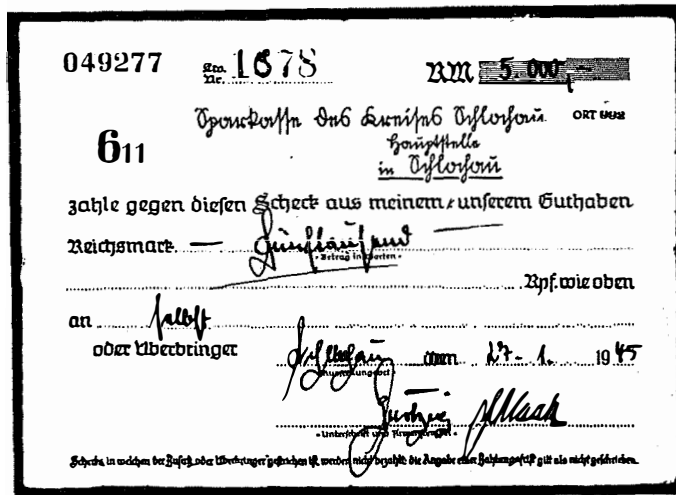 049277 Kto. Nr. 1678 RM 5.000,-
Sparkasse des Kreises Schlochau ORT
Hauptstelle
in Schlochau
611
zahle gegen diesen Scheck aus meinem/unserem Guthaben
Reichsmark — Fünftausend —
- Betrag in Worten -
Rpf. wie oben
an selbst
oder Überbringer
Schlochau den 27. 1. 1945
Ausstellungsort
- Unterschrift und Firmenstempel -
Schecks, in welchen der Zusatz „oder Überbringer" gestrichen ist, werden nicht bezahlt; die Angabe einer Zahlungsfrist gilt als nicht geschrieben.